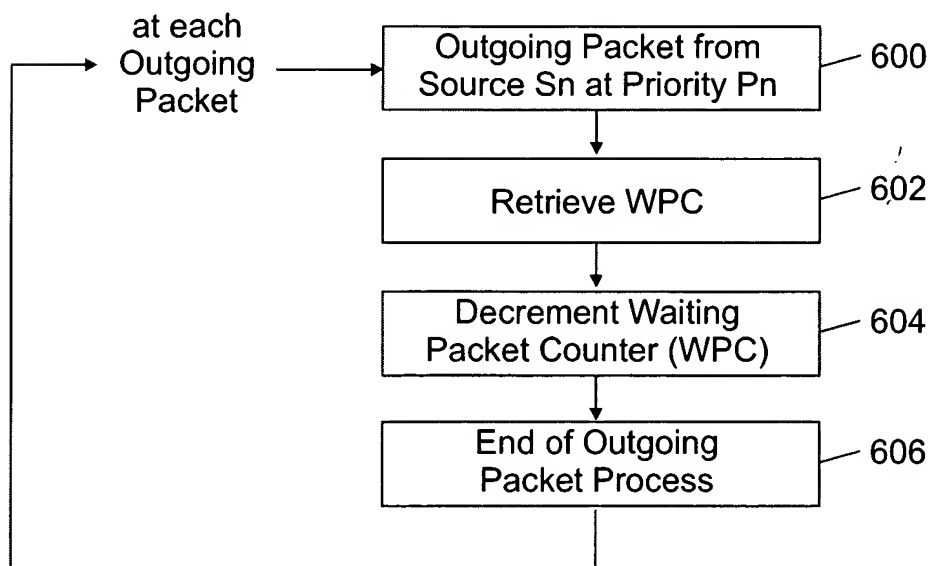 at each
Outgoing
Packet
Outgoing Packet from
Source Sn at Priority Pn
600
Retrieve WPC
602
Decrement Waiting
Packet Counter (WPC)
604
End of Outgoing
Packet Process
606